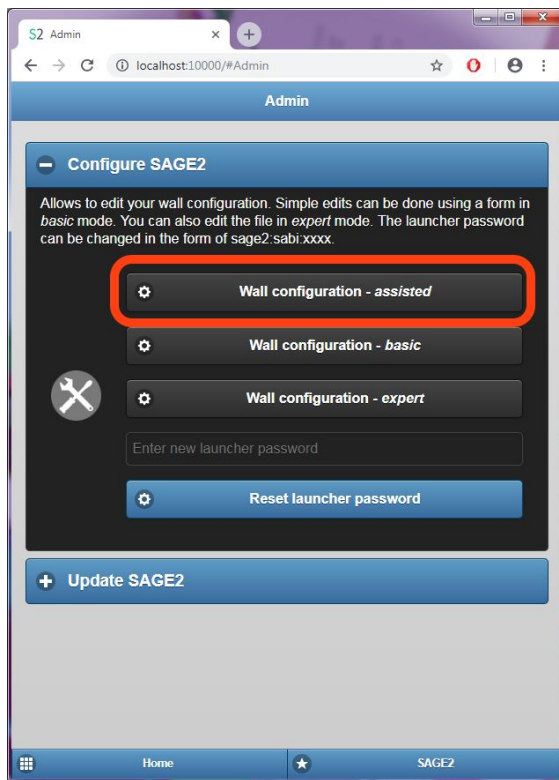 S2 Admin
localhost:10000/#Admin
Admin
Configure SAGE2
Allows to edit your wall configuration. Simple edits can be done using a form in
basic mode. You can also edit the file in expert mode. The launcher password
can be changed in the form of sage2:sabi:xxxx.
Wall configuration - assisted
Wall configuration - basic
Wall configuration - expert
Enter new launcher password
Reset launcher password
Update SAGE2
Home
SAGE2